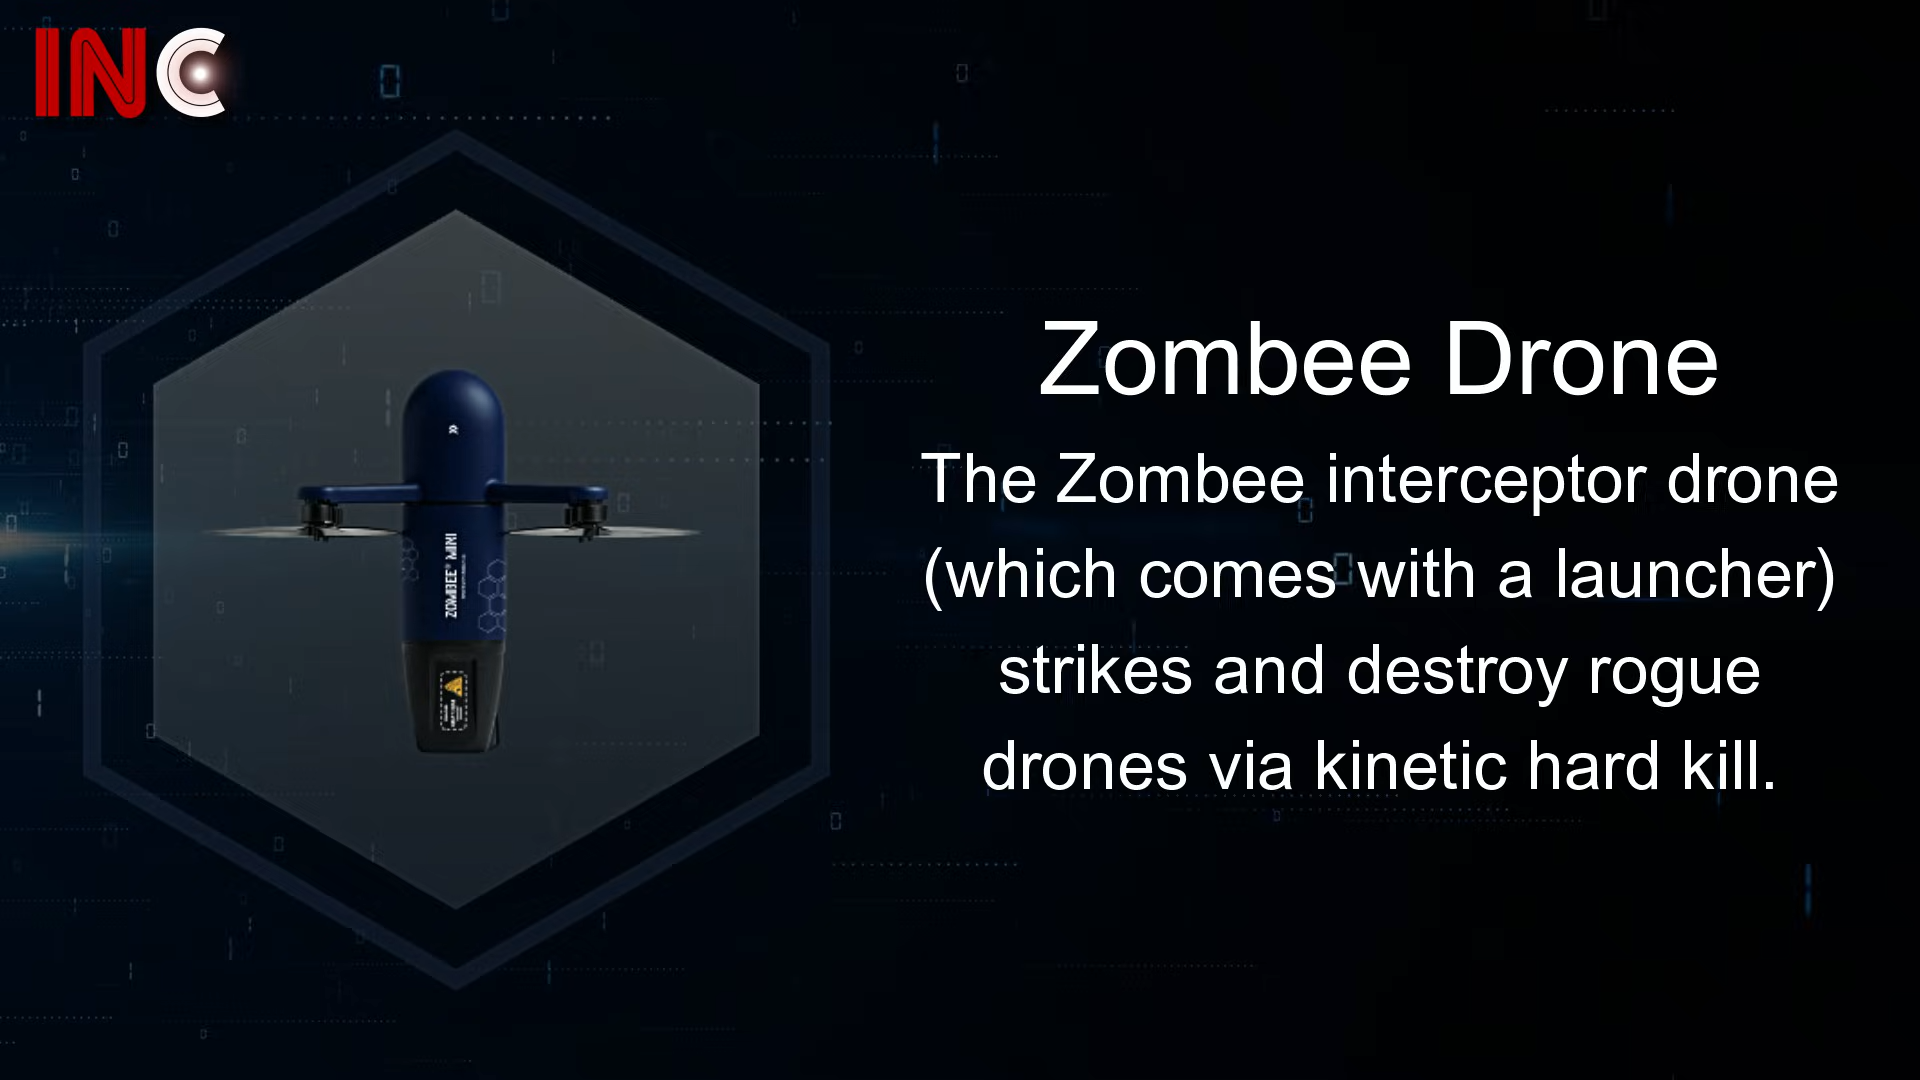 INC
Zombee Drone
The Zombee interceptor drone
(which comes with a launcher)
strikes and destroy rogue
drones via kinetic hard kill.
ZOMBEE® MINI